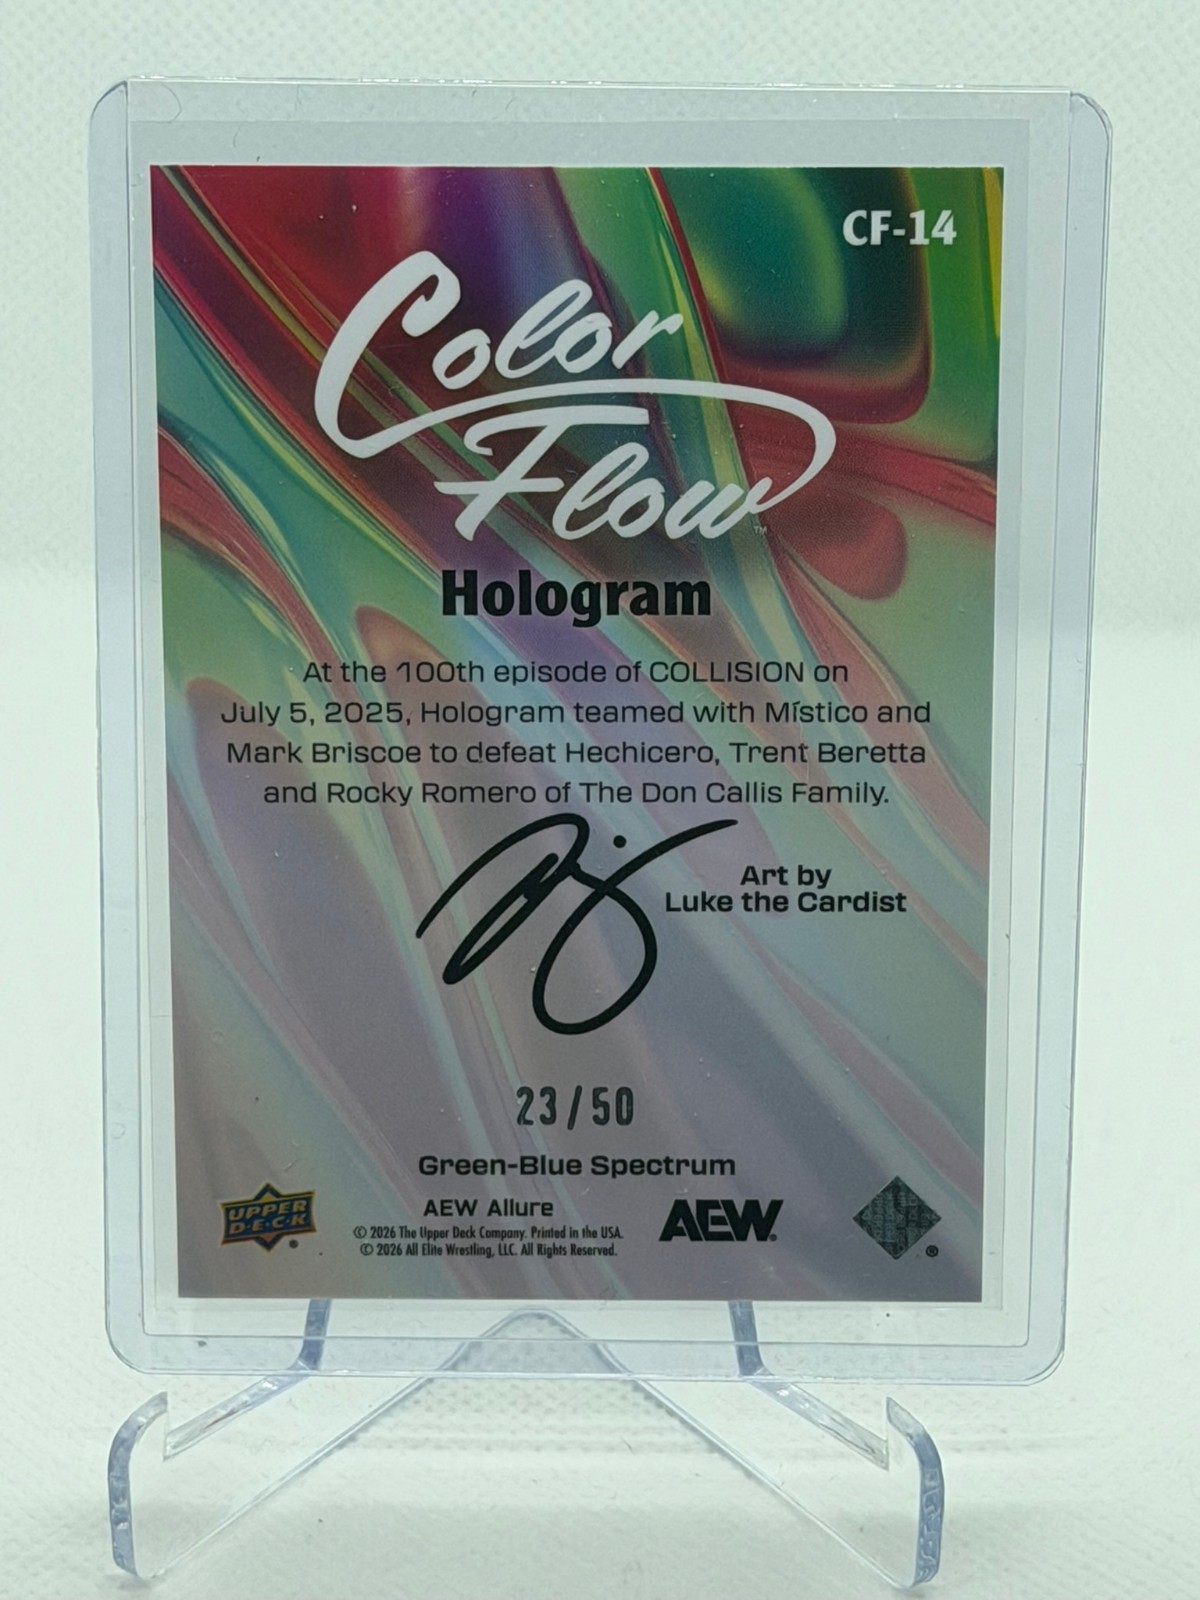 CF-14
Color
Flow™
Hologram
At the 100th episode of COLLISION on
July 5, 2025, Hologram teamed with Místico and
Mark Briscoe to defeat Hechicero, Trent Beretta
and Rocky Romero of The Don Callis Family.
Art by
Luke the Cardist
23/50
Green-Blue Spectrum
UPPER
D·E·C·K®
AEW Allure
© 2026 The Upper Deck Company. Printed in the USA.
© 2026 All Elite Wrestling, LLC. All Rights Reserved.
AEW®
®